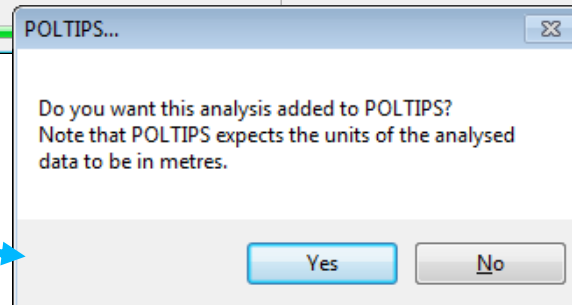 POLTIPS...
Do you want this analysis added to POLTIPS?
Note that POLTIPS expects the units of the analysed
data to be in metres.
Yes
No